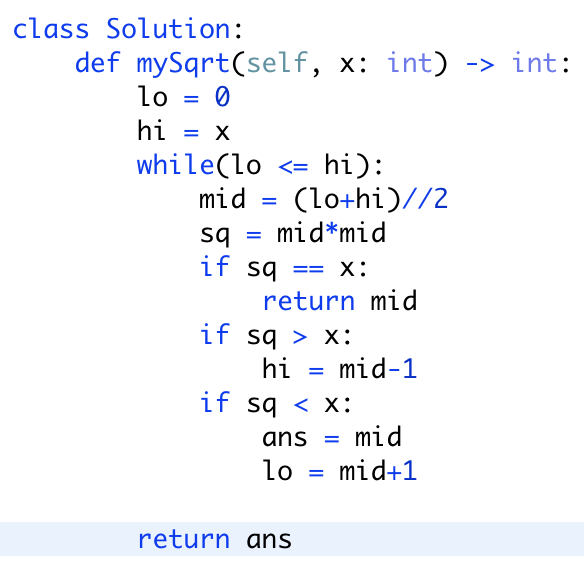 class Solution:
    def mySqrt(self, x: int) -> int:
        lo = 0
        hi = x
        while(lo <= hi):
            mid = (lo+hi)//2
            sq = mid*mid
            if sq == x:
                return mid
            if sq > x:
                hi = mid-1
            if sq < x:
                ans = mid
                lo = mid+1
        return ans